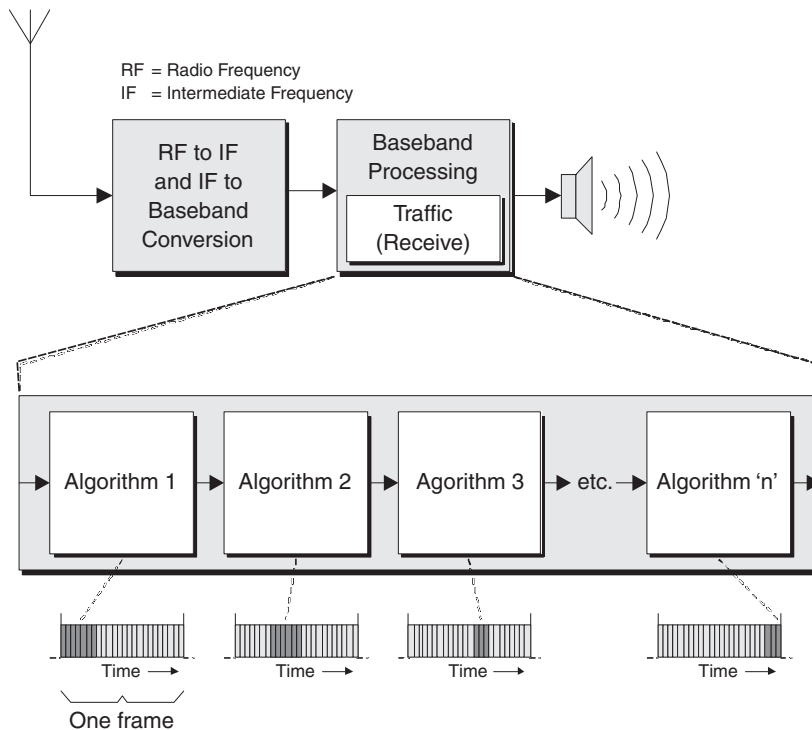 RF = Radio Frequency
IF = Intermediate Frequency
RF to IF
and IF to
Baseband
Conversion
Baseband
Processing
Traffic
(Receive)
Algorithm 1
Algorithm 2
Agorithm 3
etc.
Algorithm ‘n’
Time
Time
Time
Time
One frame